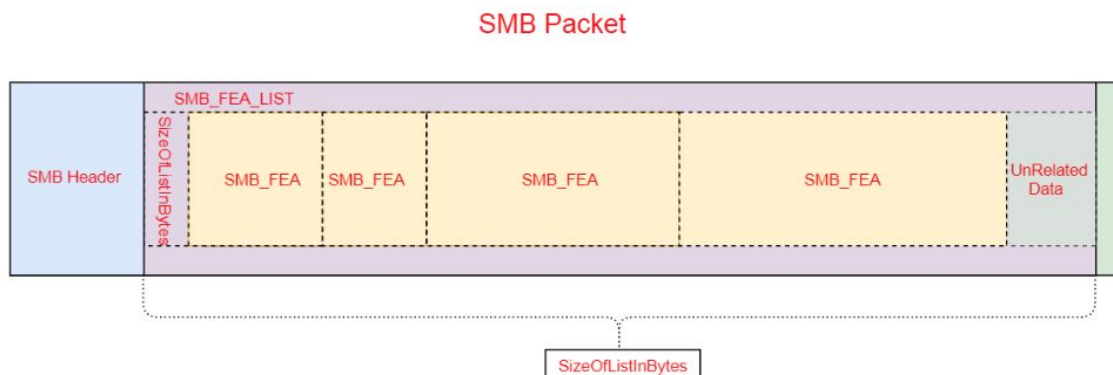 SMB Packet
SMB_FEA_LIST
SMB Header
SizeOfListInBytes
SMB_FEA
SMB_FEA
SMB_FEA
SMB_FEA
UnRelated
Data
SizeOfListInBytes